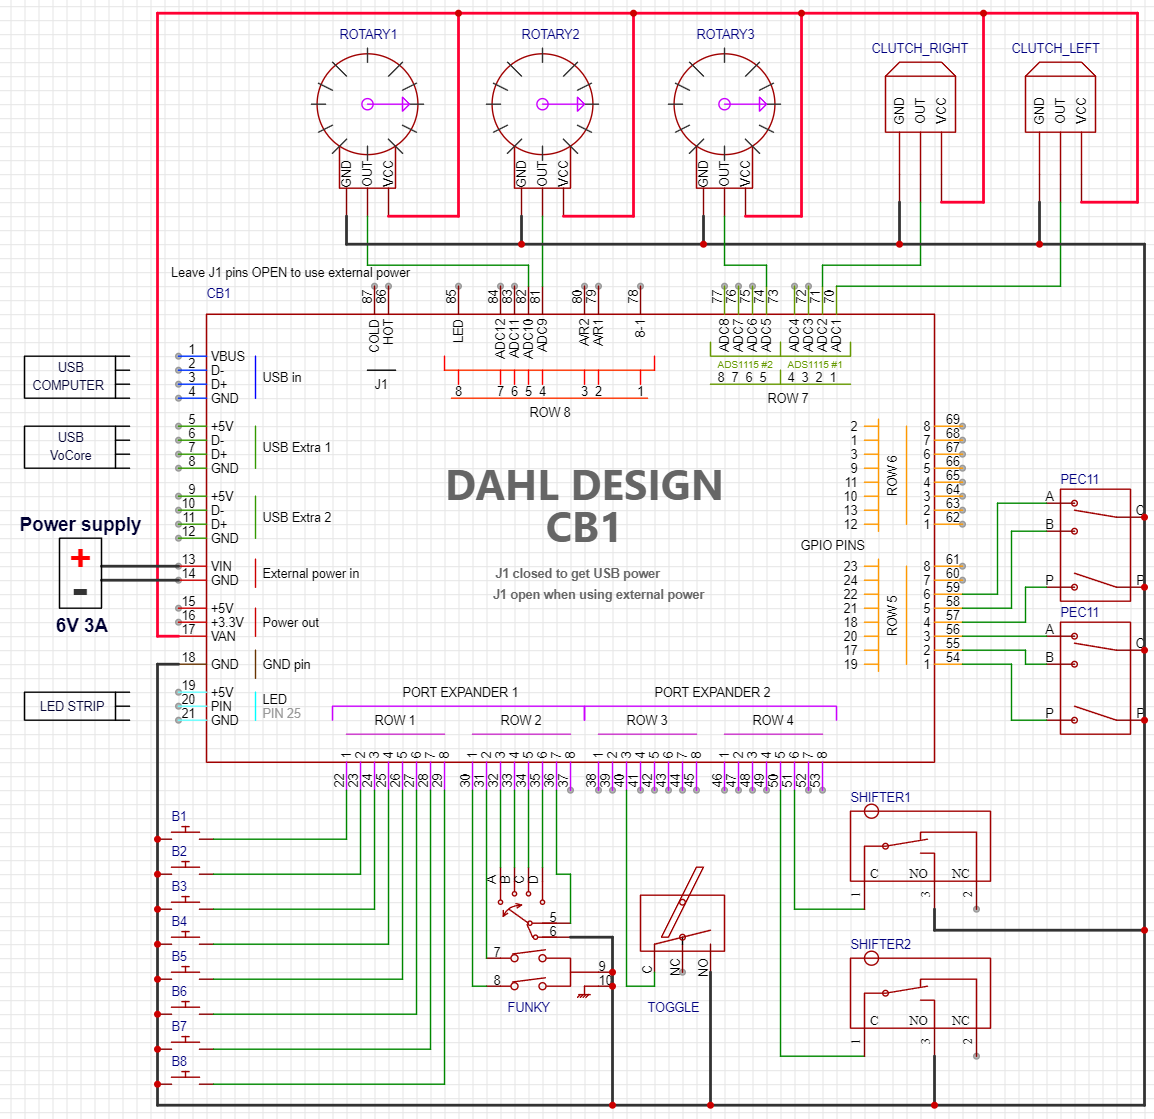 ROTARY1 ROTARY2 ROTARY3 CLUTCH_RIGHT CLUTCH_LEFT
GND OUT VCC GND OUT VCC GND OUT VCC GND OUT VCC GND OUT VCC
Leave J1 pins OPEN to use external power
CB1
87 86 85 84 83 82 81 80 79 78 77 76 75 74 73 72 71 70
COLD HOT LED ADC12 ADC11 ADC10 ADC9 A/R2 A/R1 8-1 ADC8 ADC7 ADC6 ADC5 ADC4 ADC3 ADC2 ADC1
J1
8 7 6 5 4 3 2 1
ROW 8
ADS1115 #2 ADS1115 #1
8 7 6 5 4 3 2 1
ROW 7
USB
COMPUTER
1 VBUS
2 D-
3 D+
4 GND
USB in
USB
VoCore
5 +5V
6 D-
7 D+
8 GND
USB Extra 1
9 +5V
10 D-
11 D+
12 GND
USB Extra 2
Power supply
+
-
6V 3A
13 VIN
14 GND
External power in
15 +5V
16 +3.3V
17 VAN
Power out
18 GND
GND pin
LED STRIP
19 +5V
20 PIN
21 GND
LED
PIN 25
DAHL DESIGN
CB1
J1 closed to get USB power
J1 open when using external power
2 8 69
1 7 68
3 6 67
9 5 66
11 4 65
10 3 64
13 2 63
12 1 62
ROW 6
GPIO PINS
23 8 61
24 7 60
22 6 59
21 5 58
18 4 57
20 3 56
17 2 55
19 1 54
ROW 5
PEC11
A C
B
P P
PEC11
A C
B
P P
PORT EXPANDER 1 PORT EXPANDER 2
ROW 1 ROW 2 ROW 3 ROW 4
1 2 3 4 5 6 7 8 1 2 3 4 5 6 7 8 1 2 3 4 5 6 7 8 1 2 3 4 5 6 7 8
22 23 24 25 26 27 28 29 30 31 32 33 34 35 36 37 38 39 40 41 42 43 44 45 46 47 48 49 50 51 52 53
B1
B2
B3
B4
B5
B6
B7
B8
A B C D
5
6
7 9
8 10
FUNKY
C NC NO
TOGGLE
SHIFTER1
C NO NC
1 3 2
SHIFTER2
C NO NC
1 3 2